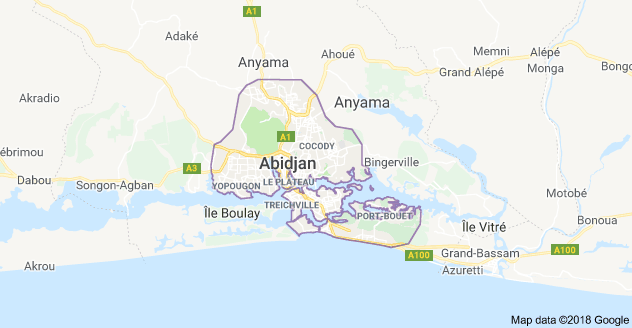 A1
Adaké
Ahoué
Memni
Alépé
Anyama
Monga
Grand Alépé
Akradio
Anyama
A1
COCODY
Abidjan
Bingerville
A3
LE PLATEAU
YOPOUGON
Dabou
Songon-Agban
Motobé
TREICHVILLE
Île Boulay
PORT-BOUET
Bonoua
Île Vitré
A100
Grand-Bassam
A100
Akrou
Azuretti
Map data ©2018 Google